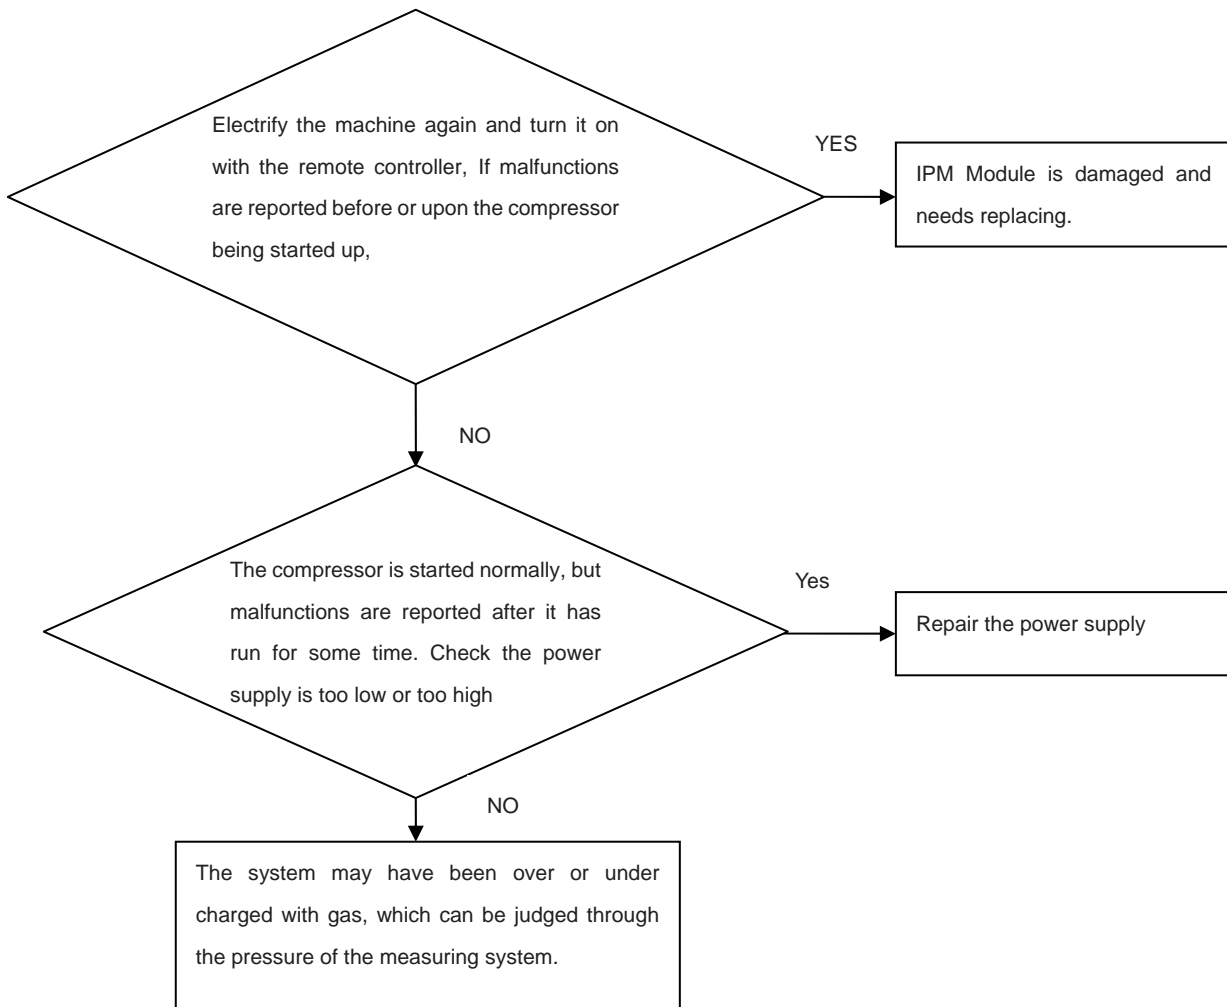 Electrify the machine again and turn it on
with the remote controller, If malfunctions
are reported before or upon the compressor
being started up,
YES
IPM Module is damaged and
needs replacing.
NO
The compressor is started normally, but
malfunctions are reported after it has
run for some time. Check the power
supply is too low or too high
Yes
Repair the power supply
NO
The system may have been over or under
charged with gas, which can be judged through
the pressure of the measuring system.